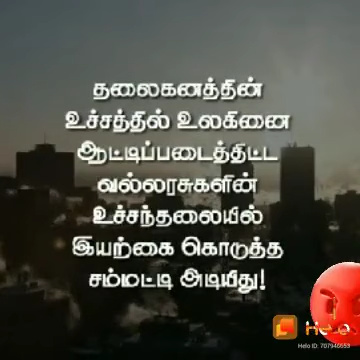 தலைகனத்தின்
உச்சத்தில் உலகினை
ஆட்டிப்படைத்திட்ட
வல்லரசுகளின்
உச்சந்தலையில்
இயற்கை கொடுத்த
சம்மட்டி அடியிது!
Helo
Helo ID: 707940553